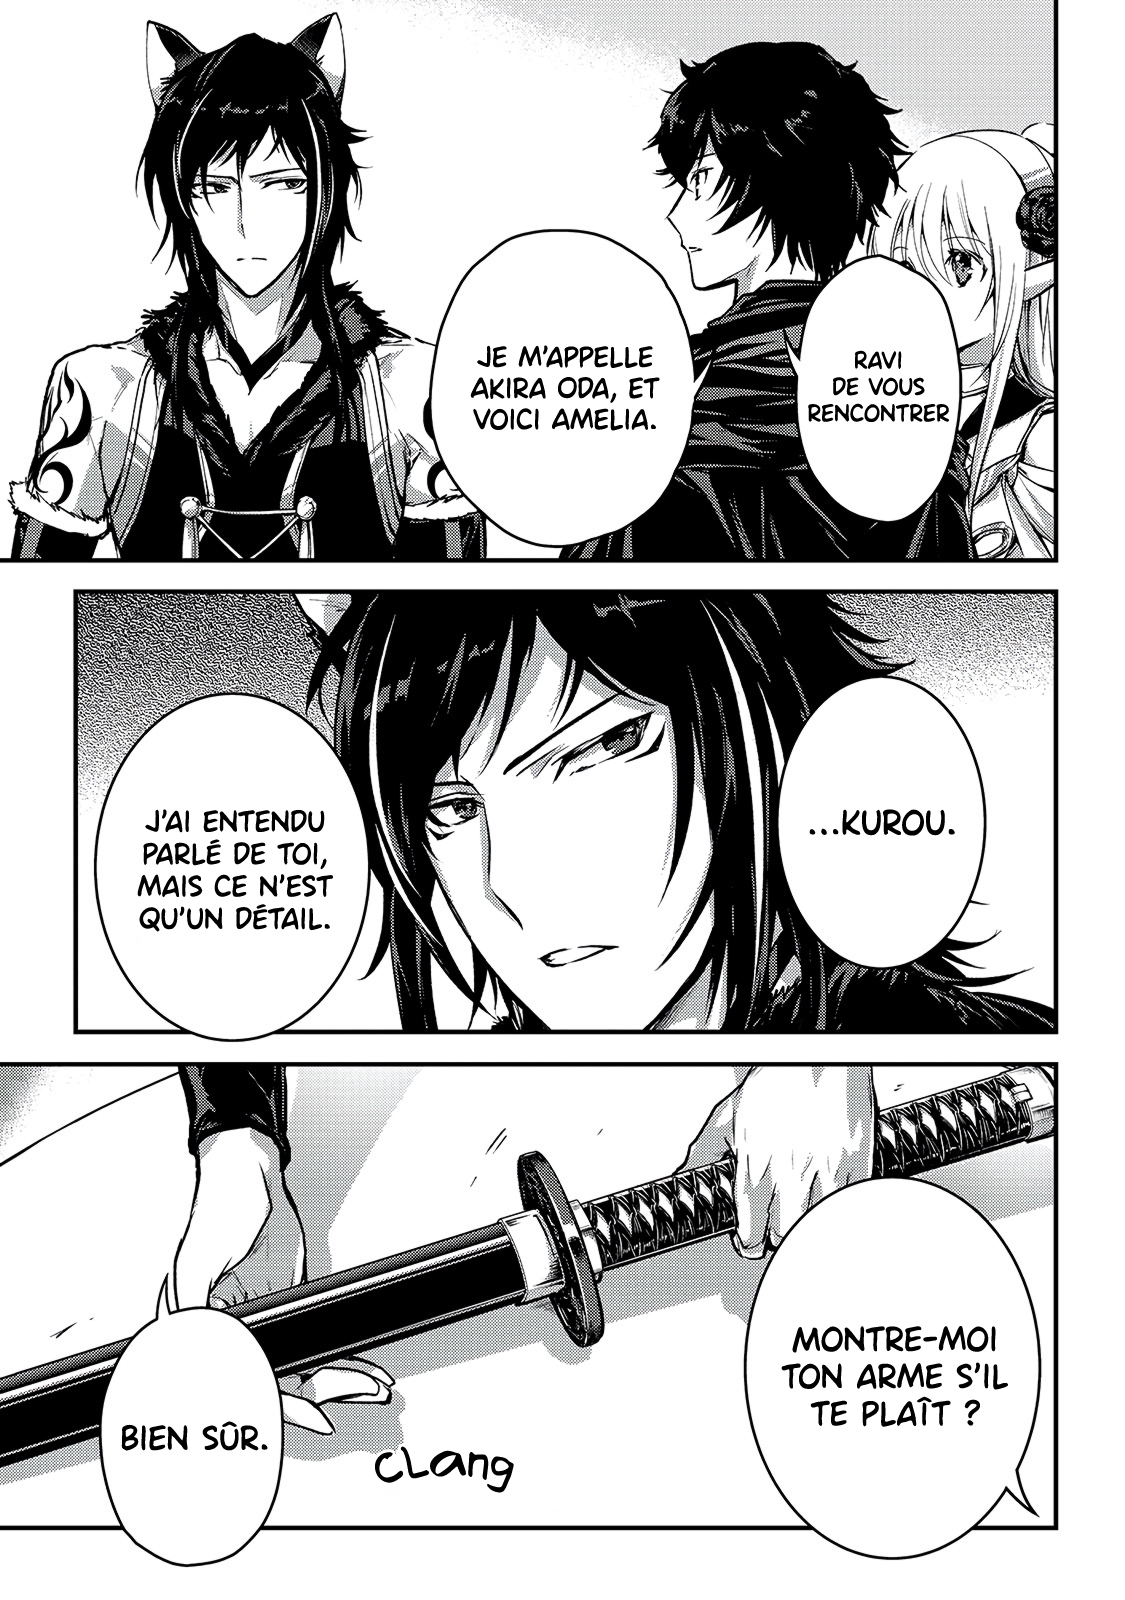 RAVI
DE VOUS
RENCONTRER
JE M'APPELLE
AKIRA ODA, ET
VOICI AMELIA.
...KUROU.
J'AI ENTENDU
PARLÉ DE TOI,
MAIS CE N'EST
QU'UN DÉTAIL.
MONTRE-MOI
TON ARME S'IL
TE PLAÎT ?
BIEN SÛR.
CLang